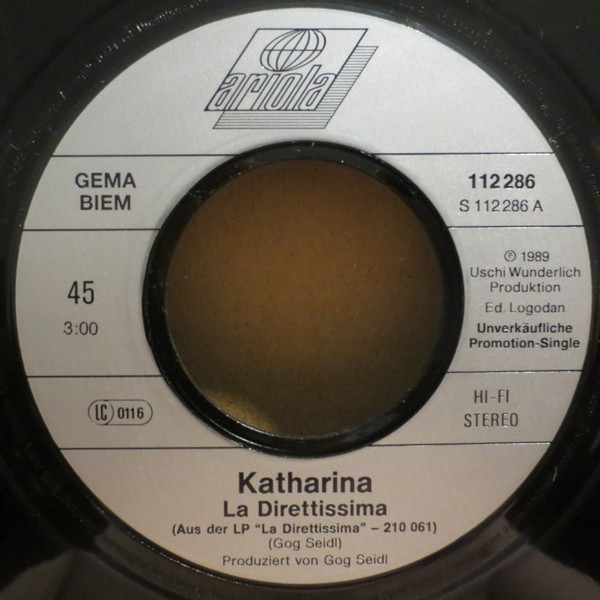 ariola
GEMA
BIEM
112 286
S 112 286 A
45
3:00
℗ 1989
Uschi Wunderlich
Produktion
Ed. Logodan
Unverkäufliche
Promotion-Single
LC 0116
HI-FI
STEREO
Katharina
La Direttissima
(Aus der LP "La Direttissima" – 210 061)
(Gog Seidl)
Produziert von Gog Seidl